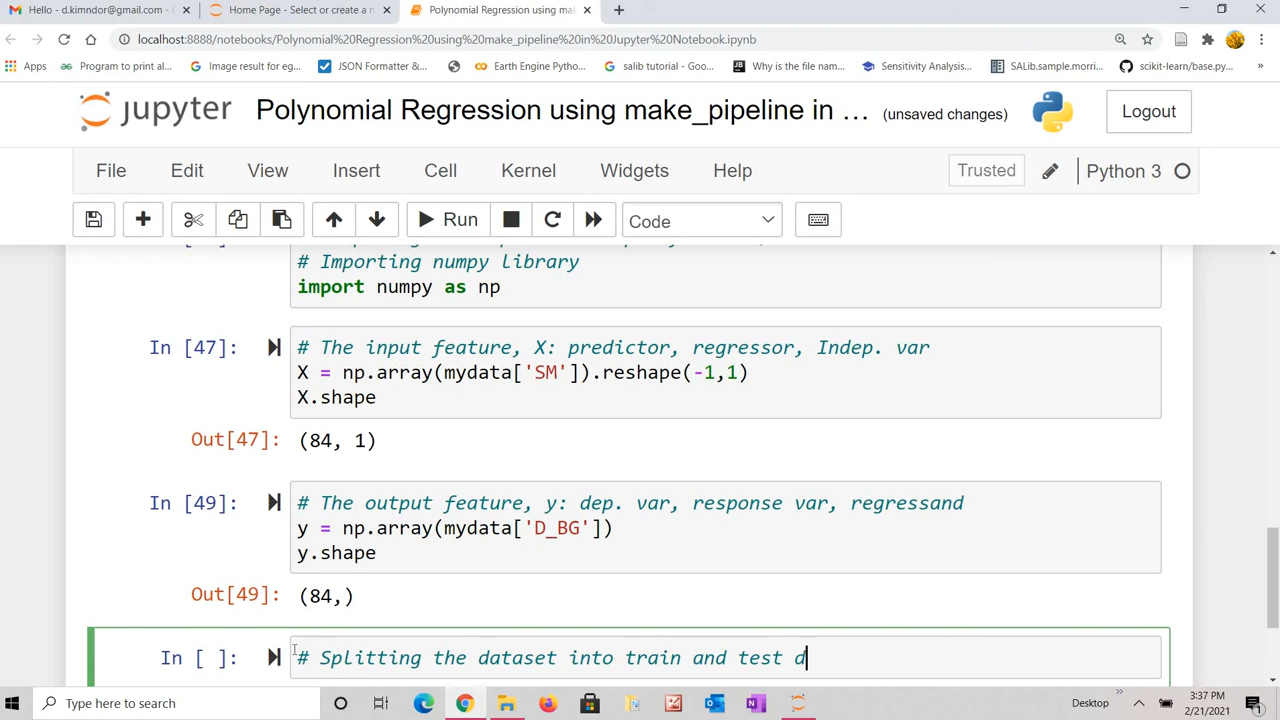 Hello - d.kimndor@gmail.com -
Home Page - Select or create a n
Polynomial Regression using mak
localhost:8888/notebooks/Polynomial%20Regression%20using%20make_pipeline%20in%20Jupyter%20Notebook.ipynb
Apps
Program to print al...
Image result for eg...
JSON Formatter &...
Earth Engine Pytho...
salib tutorial - Goo...
Why is the file nam...
Sensitivity Analysis...
SALib.sample.morri...
scikit-learn/base.py...
jupyter
Polynomial Regression using make_pipeline in ...
(unsaved changes)
Logout
File Edit View Insert Cell Kernel Widgets Help
Trusted
Python 3
Run
Code
# Importing numpy library
import numpy as np
In [47]:
# The input feature, X: predictor, regressor, Indep. var
X = np.array(mydata['SM']).reshape(-1,1)
X.shape
Out[47]: (84, 1)
In [49]:
# The output feature, y: dep. var, response var, regressand
y = np.array(mydata['D_BG'])
y.shape
Out[49]: (84,)
In [ ]:
# Splitting the dataset into train and test d
Type here to search
Desktop
3:37 PM
2/21/2021